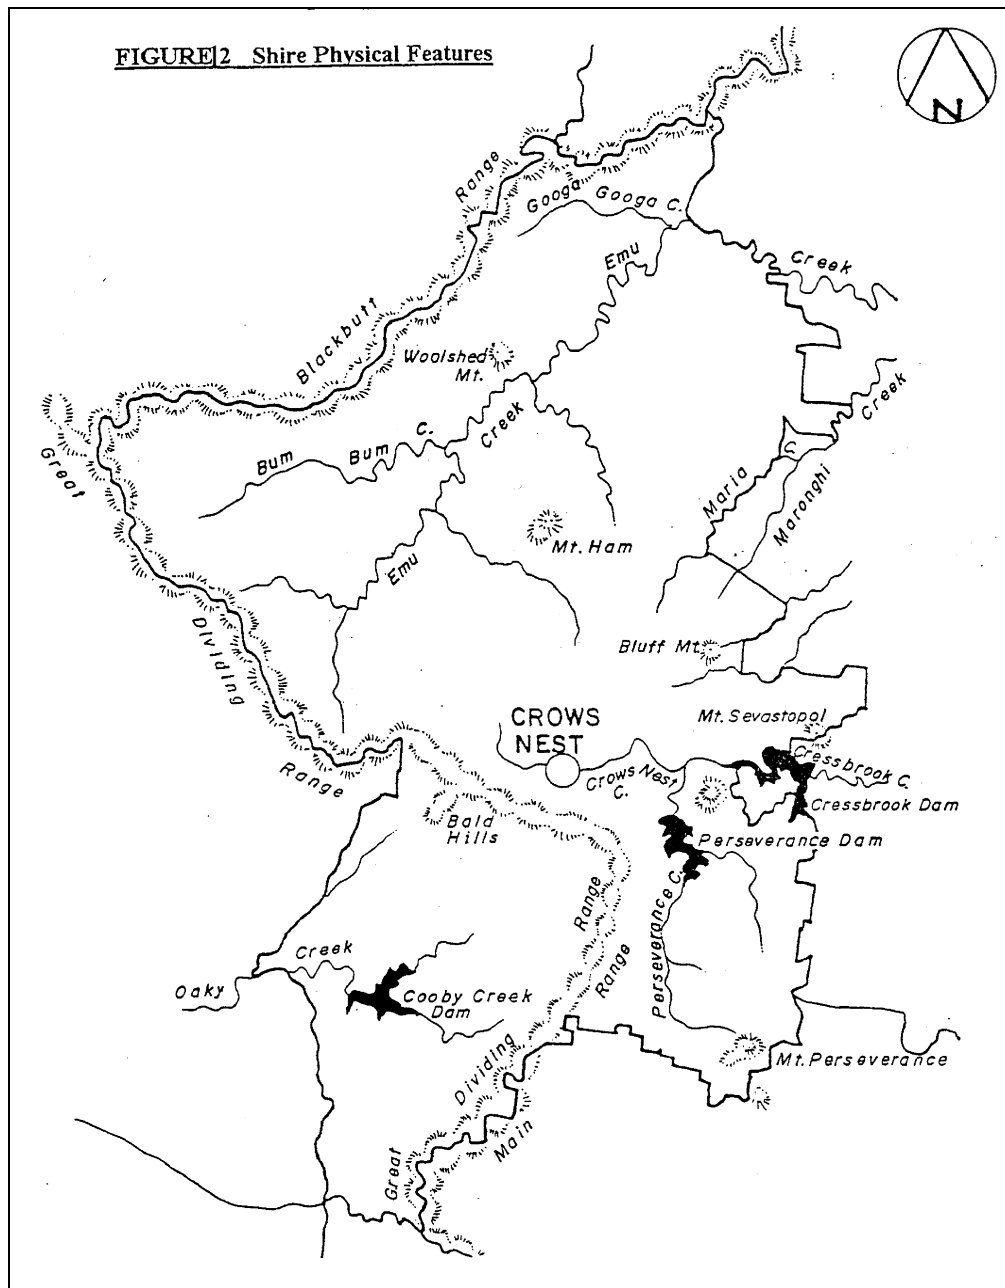 FIGURE 2 Shire Physical Features
N
Range
Googa Googa C.
Emu
Creek
Blackbutt
Woolshed
Mt.
Creek
Great
Bum Bum C.
Creek
Maria C.
Maronghi
Emu
Mt. Ham
Dividing
Bluff Mt.
Range
CROWS
NEST
Mt. Sevastopol
Crows Nest
C.
Cressbrook C.
Cressbrook Dam
Bald
Hills
Perseverance Dam
Range
Range
Perseverance C.
Oaky
Creek
Cooby Creek
Dam
Dividing
Mt. Perseverance
Main
Great